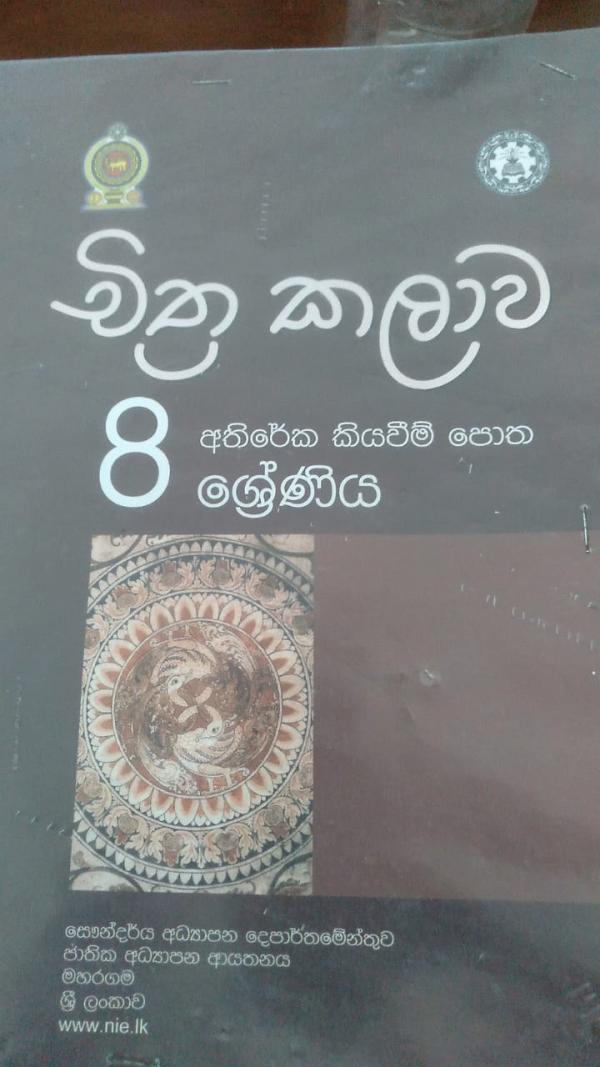 චිත්‍ර කලාව
8
අතිරේක කියවීම් පොත
ශ්‍රේණිය
සෞන්දර්ය අධ්‍යාපන දෙපාර්තමේන්තුව
ජාතික අධ්‍යාපන ආයතනය
මහරගම
ශ්‍රී ලංකාව
www.nie.lk